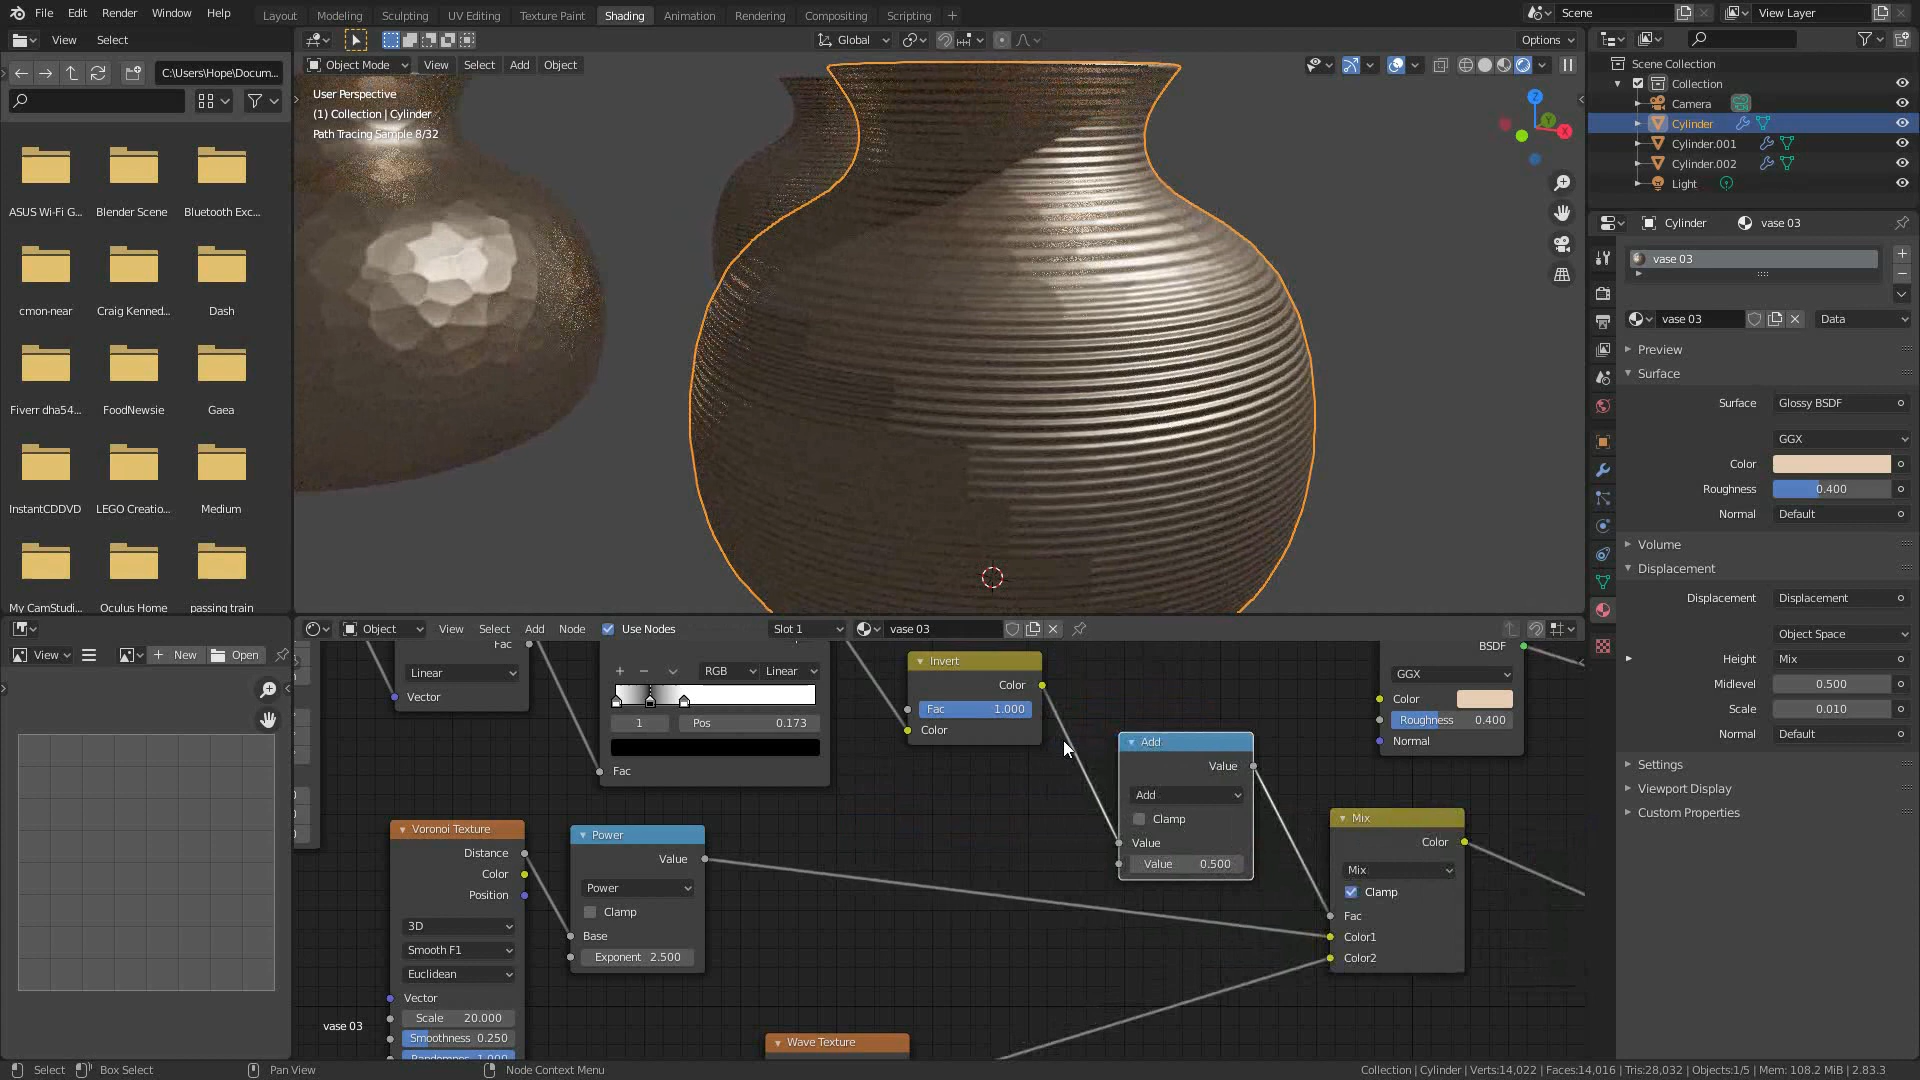 File Edit Render Window Help Layout Modeling Sculpting UV Editing Texture Paint Shading Animation Rendering Compositing Scripting + Scene View Layer
View Select
Global Options
C:\Users\Hope\Docum...
Object Mode View Select Add Object
User Perspective
(1) Collection | Cylinder
Path Tracing Sample 8/32
Z
Y
X
ASUS Wi-Fi G... Blender Scene Bluetooth Exc...
cmon-near Craig Kenned... Dash
Fiverr dha54... FoodNewsie Gaea
InstantCDDVD LEGO Creatio... Medium
My CamStudi... Oculus Home passing train
Scene Collection
Collection
Camera
Cylinder
Cylinder.001
Cylinder.002
Light
Cylinder vase 03
vase 03
vase 03 Data
Preview
Surface
Surface Glossy BSDF
GGX
Color
Roughness 0.400
Normal Default
Volume
Displacement
Displacement Displacement
Object Space
Height Mix
Midlevel 0.500
Scale 0.010
Normal Default
Settings
Viewport Display
Custom Properties
View New Open
Object View Select Add Node Use Nodes Slot 1 vase 03
Fac
Linear
Vector
+ − RGB Linear
1 Pos 0.173
Fac
Invert
Color
Fac 1.000
Color
Add
Value
Add
Clamp
Value
Value 0.500
BSDF
GGX
Color
Roughness 0.400
Normal
Mix
Color
Mix
Clamp
Fac
Color1
Color2
Voronoi Texture
Distance
Color
Position
3D
Smooth F1
Euclidean
Vector
Scale 20.000
Smoothness 0.250
Power
Value
Power
Clamp
Base
Exponent 2.500
Wave Texture
vase 03
Select Box Select Pan View Node Context Menu Collection | Cylinder | Verts:14,022 | Faces:14,016 | Tris:28,032 | Objects:1/5 | Mem: 108.2 MiB | 2.83.3